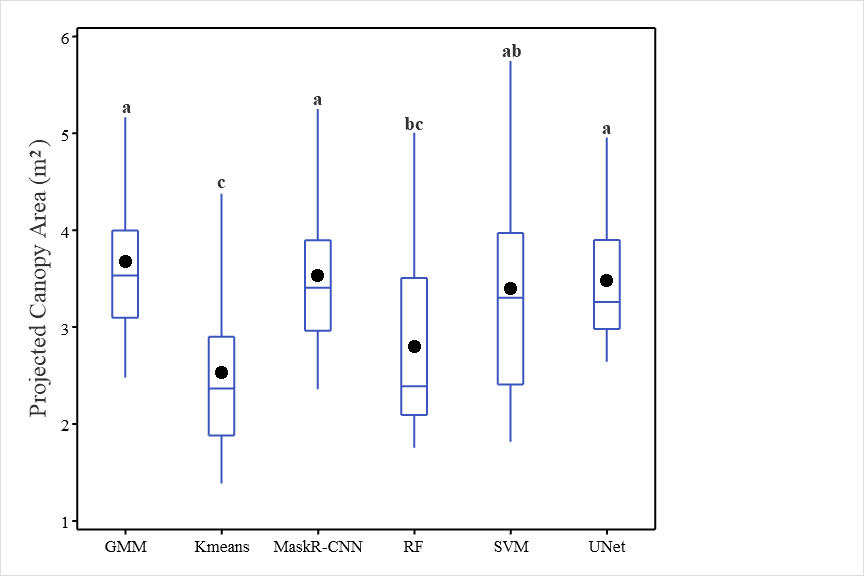 Projected Canopy Area (m²)
6
5
4
3
2
1
a
c
a
bc
ab
a
GMM Kmeans MaskR-CNN RF SVM UNet